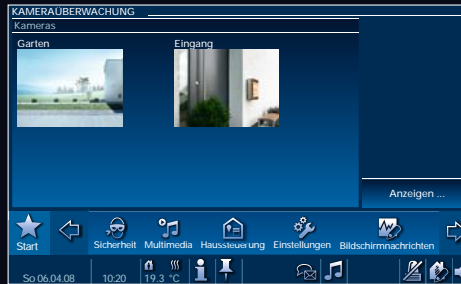 KAMERAÜBERWACHUNG
Kameras
Garten Eingang
Anzeigen ...
Start Sicherheit Multimedia Haussteuerung Einstellungen Bildschirmnachrichten
So 06.04.08 10:20 19.3 °C